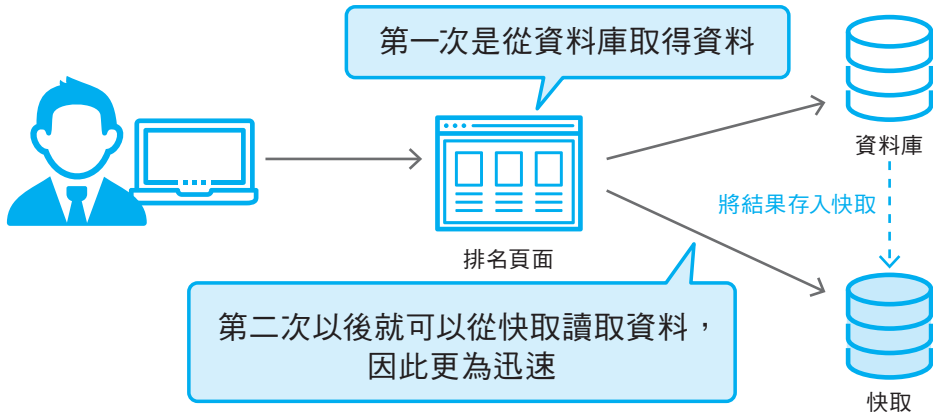 第一次是從資料庫取得資料
資料庫
將結果存入快取
排名頁面
第二次以後就可以從快取讀取資料，
因此更為迅速
快取